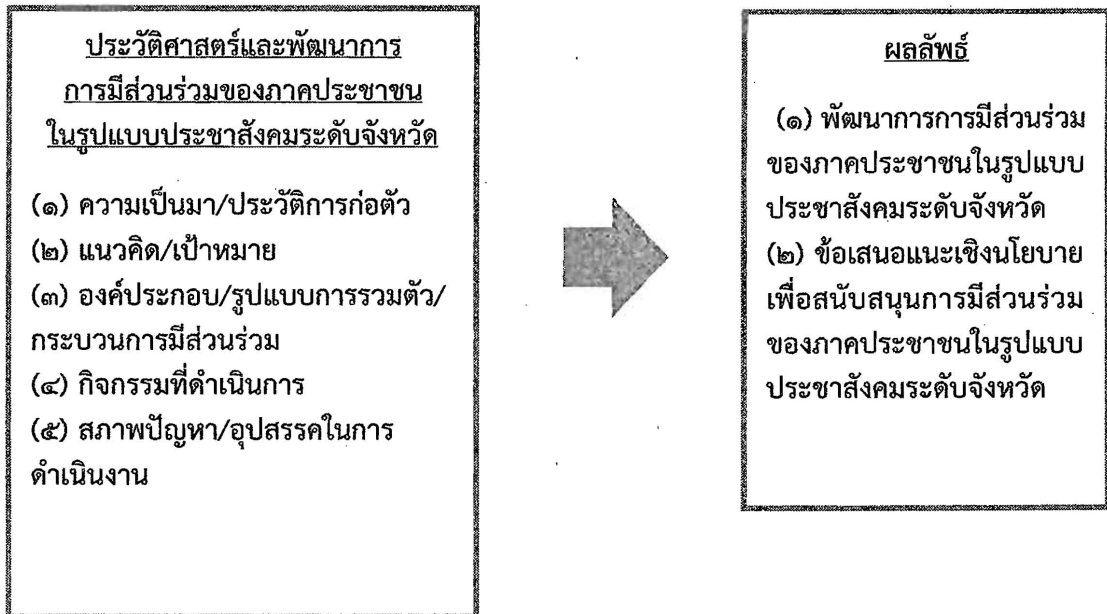 ประวัติศาสตร์และพัฒนาการ
การมีส่วนร่วมของภาคประชาชน
ในรูปแบบประชาสังคมระดับจังหวัด
(๑) ความเป็นมา/ประวัติการก่อตัว
(๒) แนวคิด/เป้าหมาย
(๓) องค์ประกอบ/รูปแบบการรวมตัว/
กระบวนการมีส่วนร่วม
(๔) กิจกรรมที่ดำเนินการ
(๕) สภาพปัญหา/อุปสรรคในการ
ดำเนินงาน
ผลลัพธ์
(๑) พัฒนาการการมีส่วนร่วม
ของภาคประชาชนในรูปแบบ
ประชาสังคมระดับจังหวัด
(๒) ข้อเสนอแนะเชิงนโยบาย
เพื่อสนับสนุนการมีส่วนร่วม
ของภาคประชาชนในรูปแบบ
ประชาสังคมระดับจังหวัด